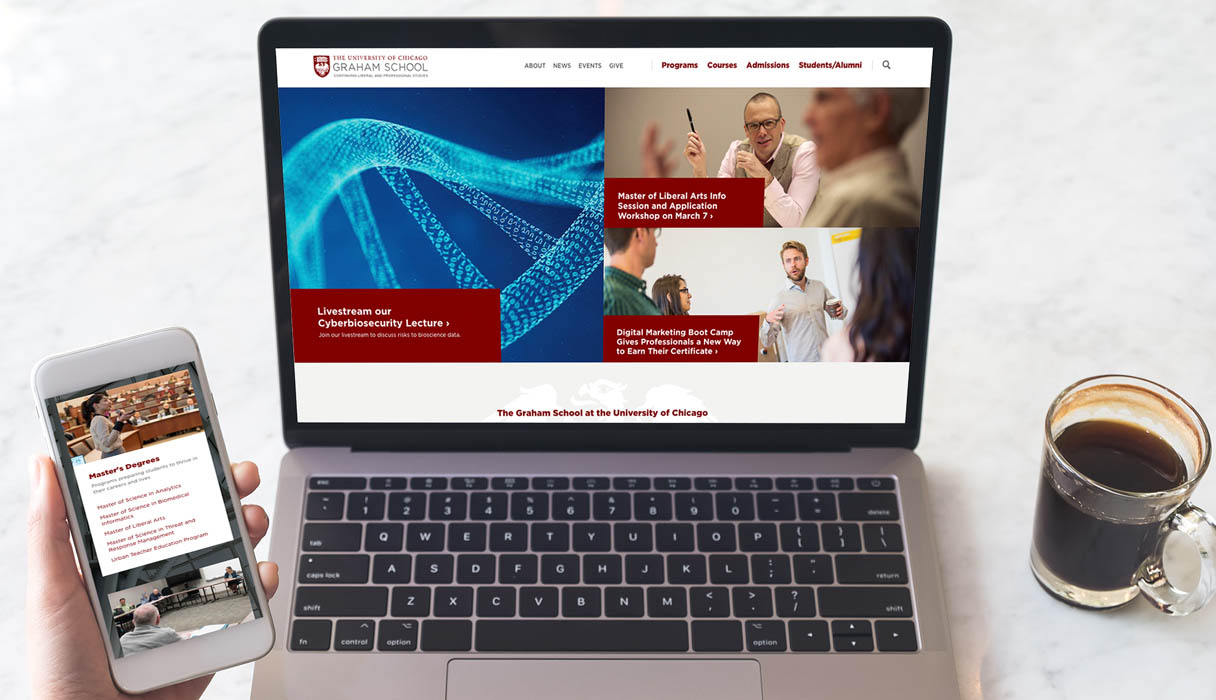 THE UNIVERSITY OF CHICAGO
GRAHAM SCHOOL
CONTINUING LIBERAL AND PROFESSIONAL STUDIES
ABOUT NEWS EVENTS GIVE Programs Courses Admissions Students/Alumni
Livestream our
Cyberbiosecurity Lecture ›
Join our livestream to discuss risks to bioscience data.
Master of Liberal Arts Info
Session and Application
Workshop on March 7 ›
Digital Marketing Boot Camp
Gives Professionals a New Way
to Earn Their Certificate ›
The Graham School at the University of Chicago
Master's Degrees
Programs preparing students to thrive in
their careers and lives.
Master of Science in Analytics
Master of Science in Biomedical
Informatics
Master of Liberal Arts
Master of Science in Threat and
Response Management
Urban Teacher Education Program
esc
~ ! @ # $ % ^ & * ( ) _ +
` 1 2 3 4 5 6 7 8 9 0 - = delete
tab Q W E R T Y U I O P { [ } ] | \
caps lock A S D F G H J K L : ; " ' return
shift Z X C V B N M < , > . ? / shift
fn control option option